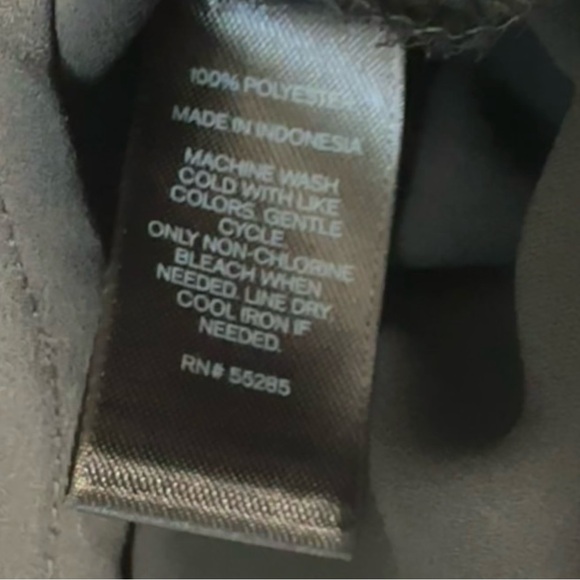 100% POLYESTER
MADE IN INDONESIA
MACHINE WASH
COLD WITH LIKE
COLORS. GENTLE
CYCLE.
ONLY NON-CHLORINE
BLEACH WHEN
NEEDED. LINE DRY.
COOL IRON IF
NEEDED.
RN# 55285